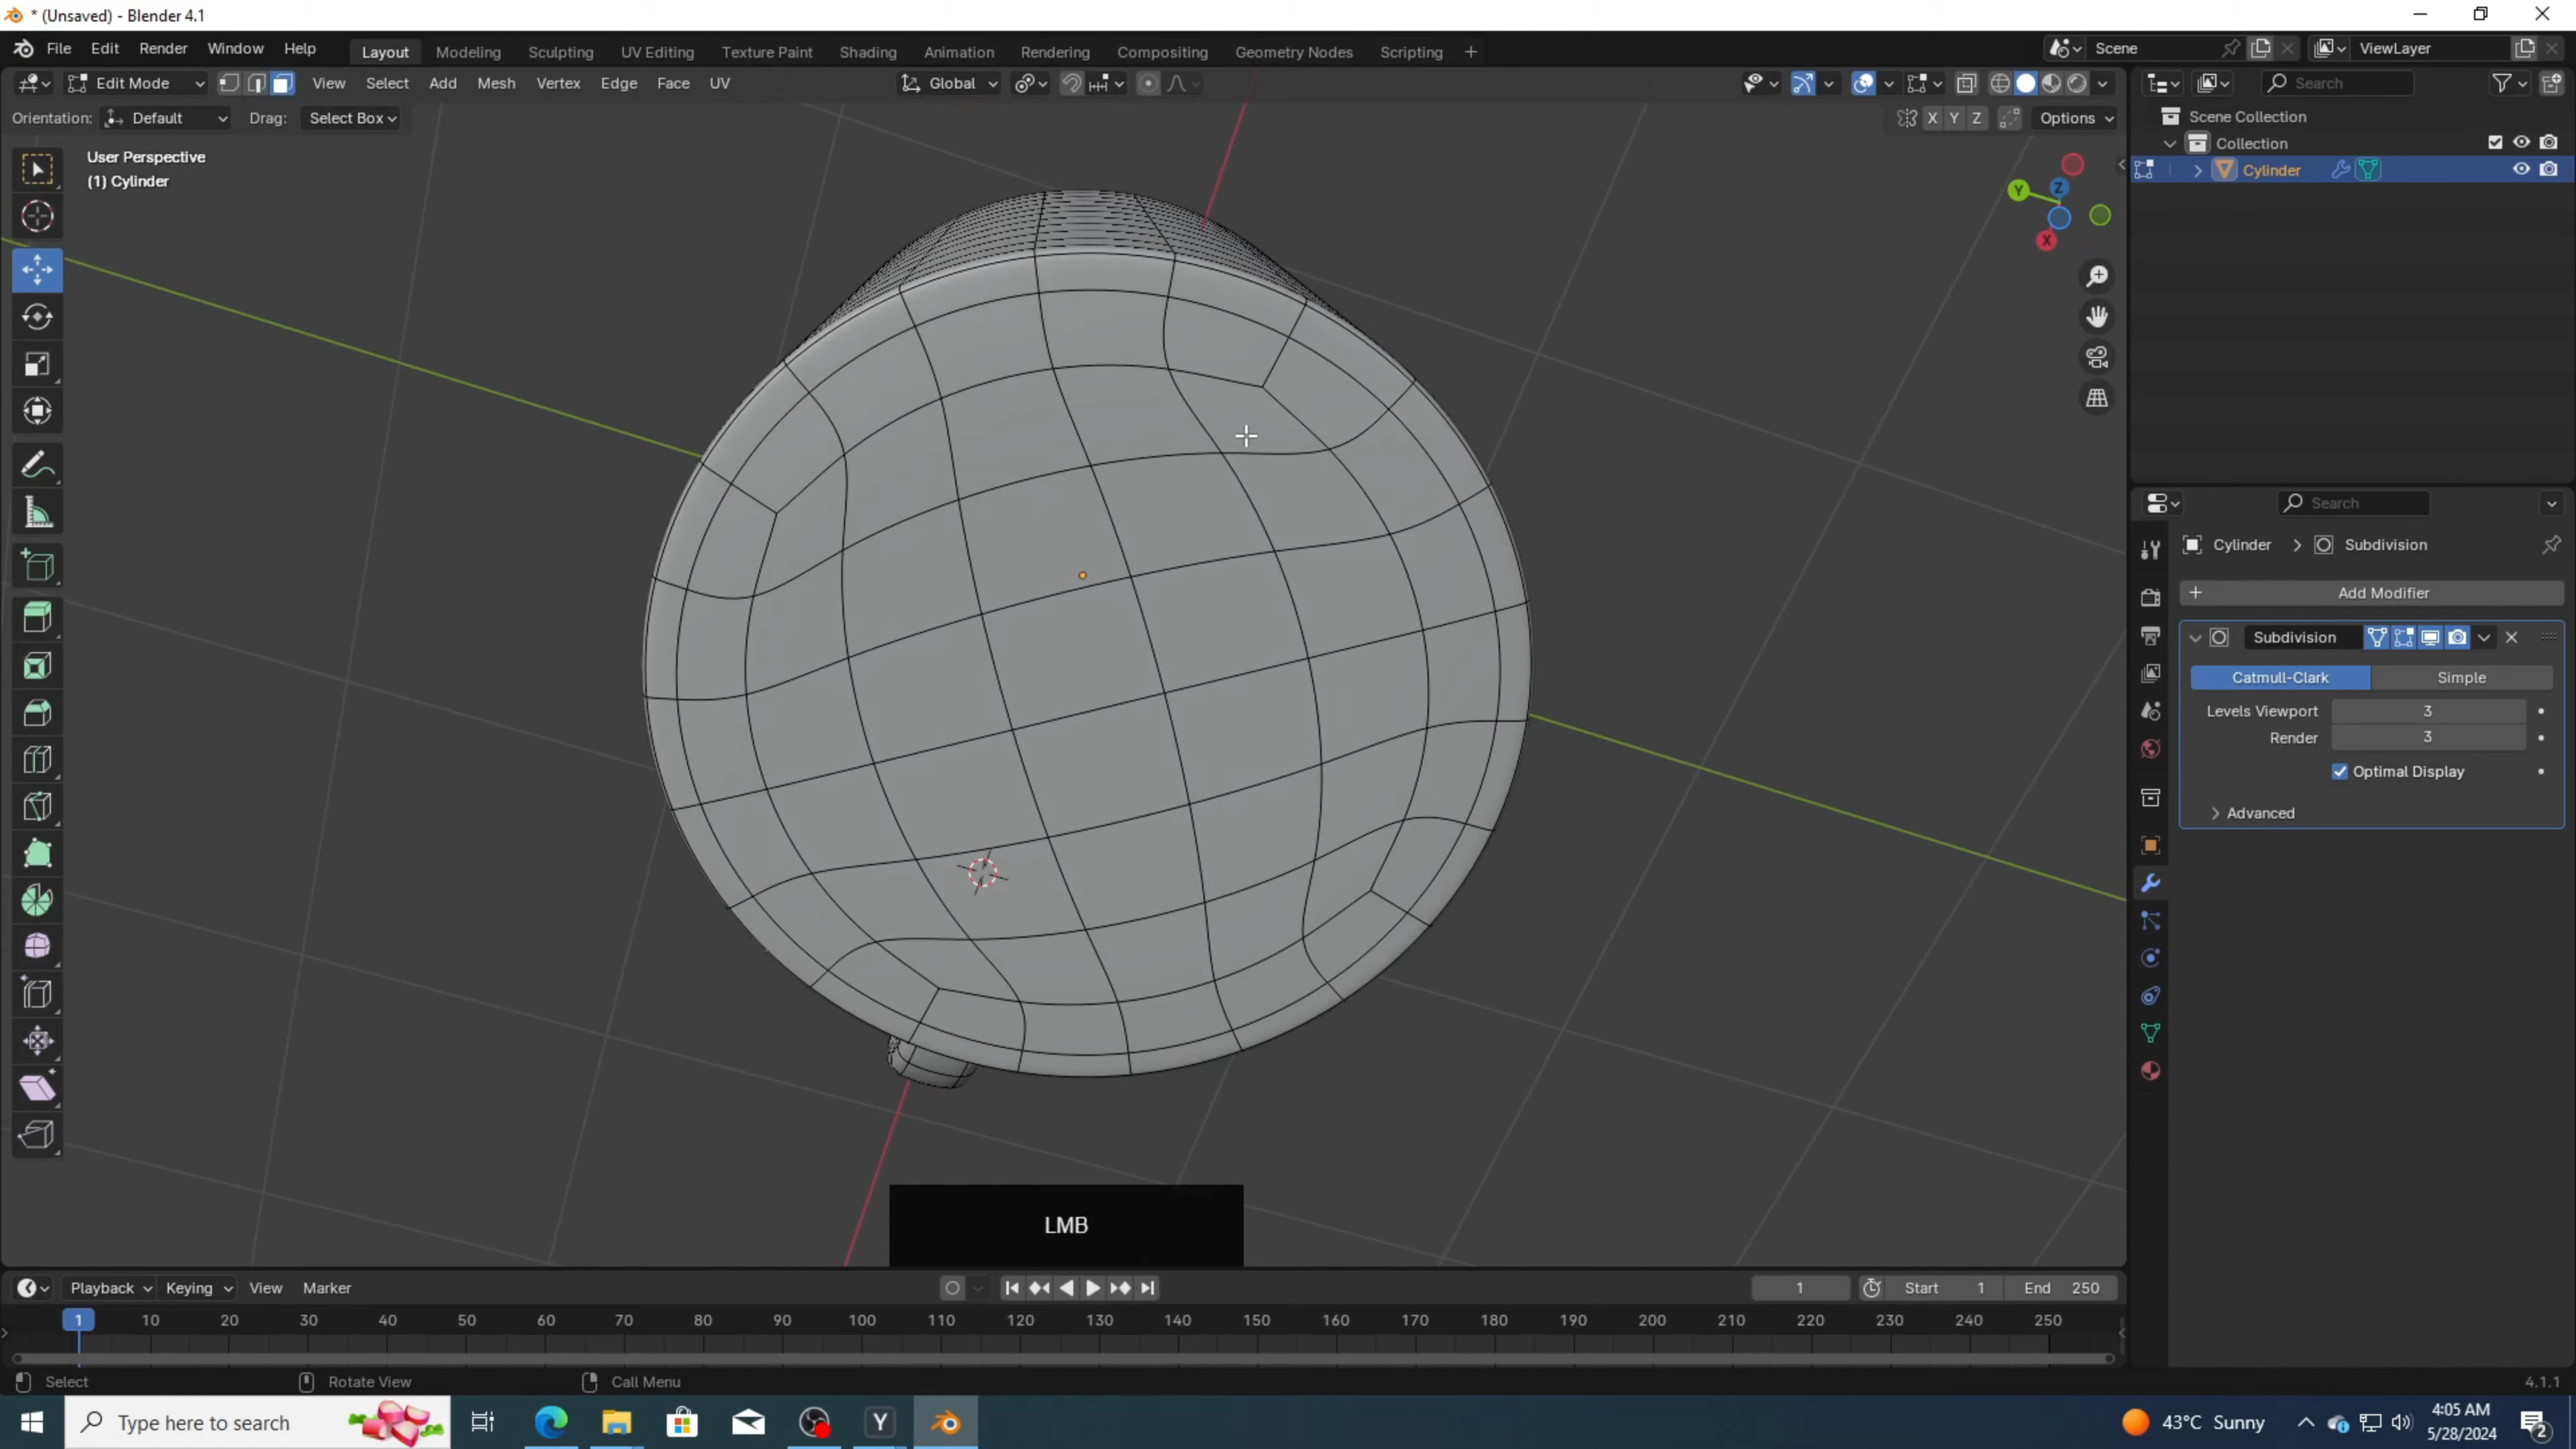 * (Unsaved) - Blender 4.1
File Edit Render Window Help Layout Modeling Sculpting UV Editing Texture Paint Shading Animation Rendering Compositing Geometry Nodes Scripting + Scene ViewLayer
Edit Mode View Select Add Mesh Vertex Edge Face UV Global Search
Orientation: Default Drag: Select Box X Y Z Options
User Perspective
(1) Cylinder
Scene Collection
Collection
Cylinder
Y Z X
Search
Cylinder > Subdivision
+ Add Modifier
Subdivision
Catmull-Clark Simple
Levels Viewport 3
Render 3
Optimal Display
Advanced
LMB
Playback Keying View Marker 1 Start 1 End 250
1 10 20 30 40 50 60 70 80 90 100 110 120 130 140 150 160 170 180 190 200 210 220 230 240 250
Select Rotate View Call Menu 4.1.1
Type here to search Y 43°C Sunny 4:05 AM
5/28/2024 2